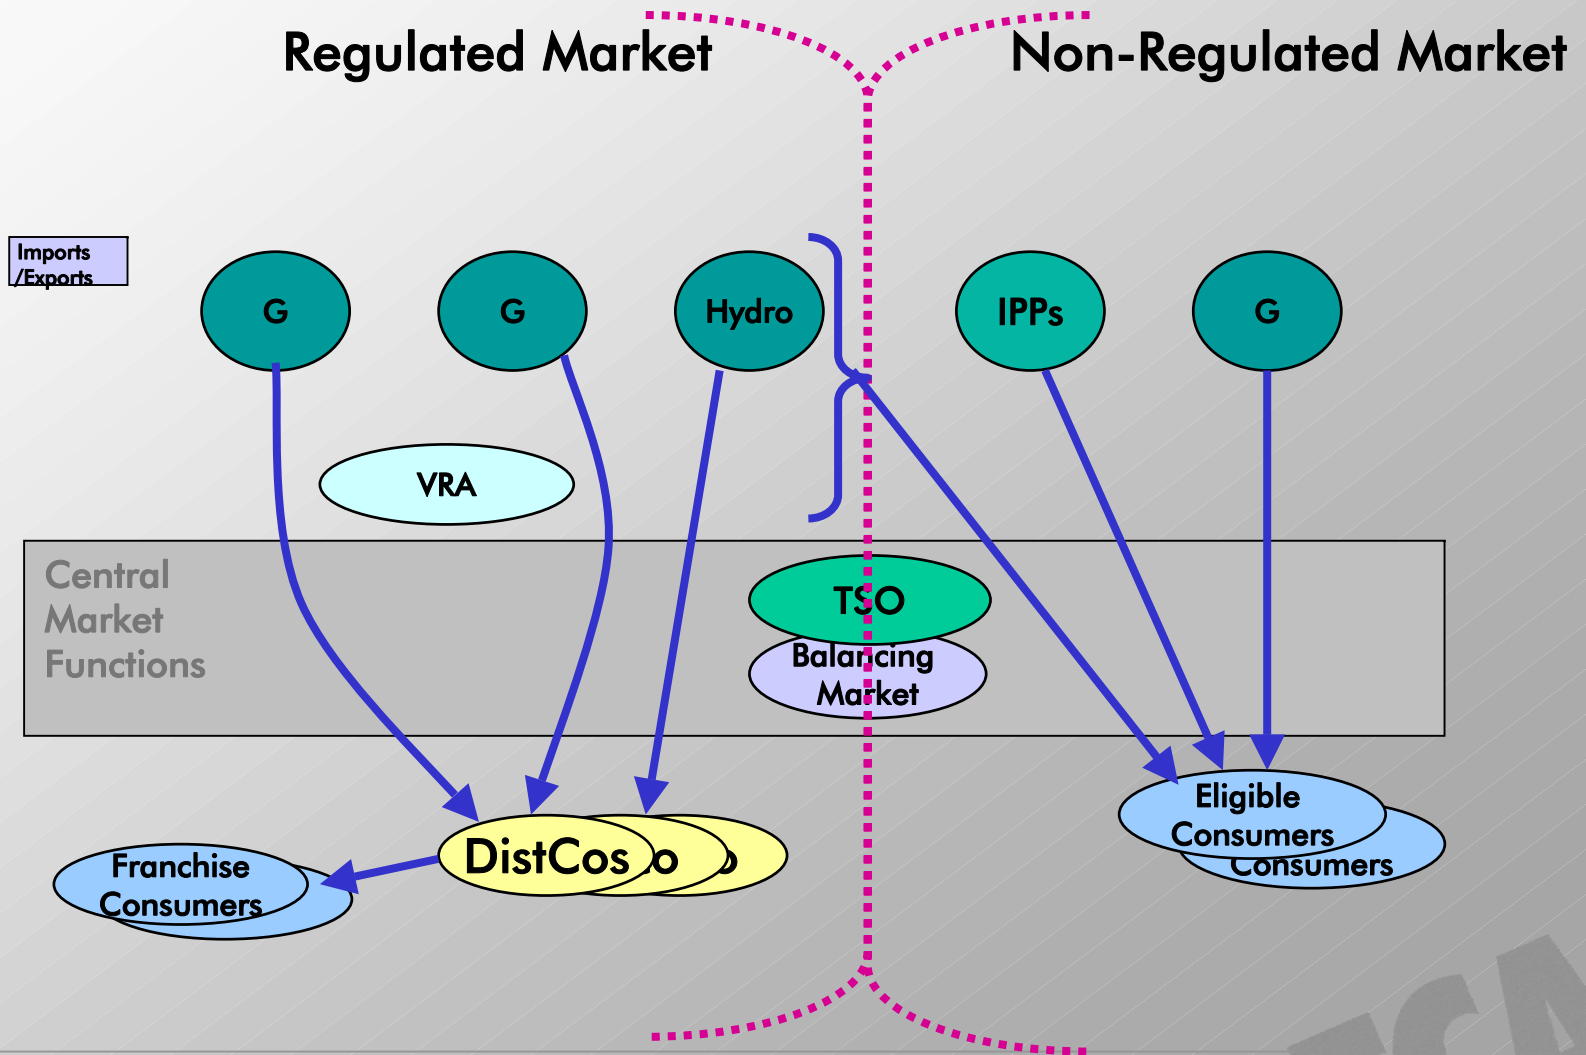 Regulated Market
Non-Regulated Market
Imports
/Exports
G
G
Hydro
IPPs
G
VRA
Central
Market
Functions
TSO
Balancing
Market
Eligible
Consumers
Consumers
DistCos
o
o
Franchise
Consumers